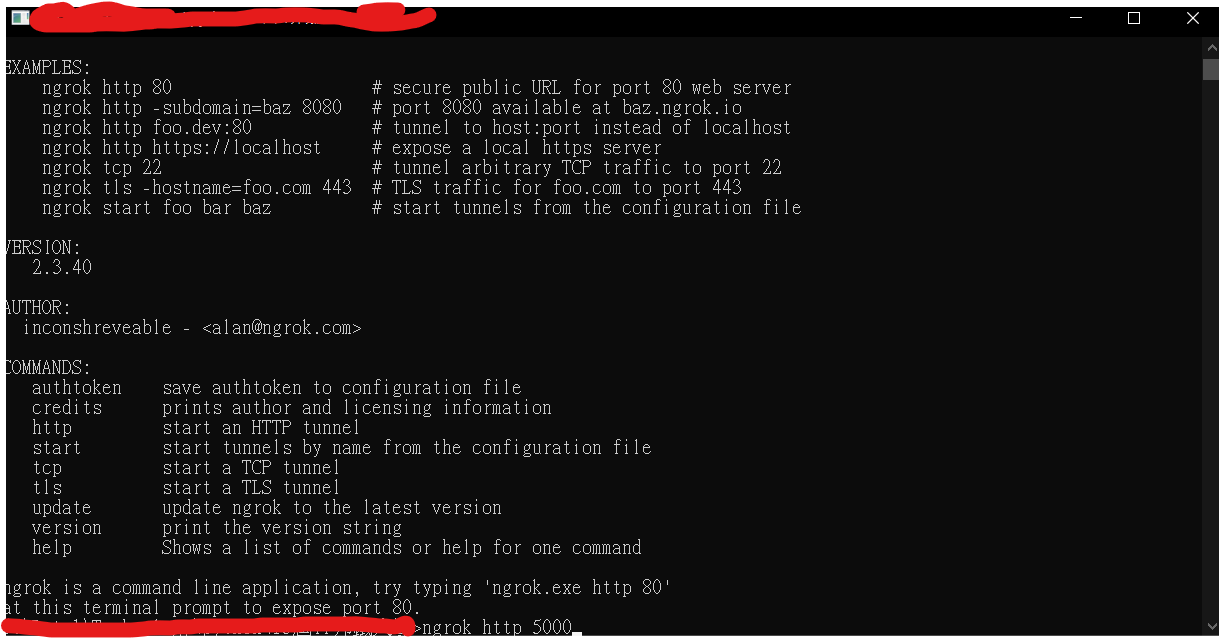 EXAMPLES:
ngrok http 80 # secure public URL for port 80 web server
ngrok http -subdomain=baz 8080 # port 8080 available at baz.ngrok.io
ngrok http foo.dev:80 # tunnel to host:port instead of localhost
ngrok http https://localhost # expose a local https server
ngrok tcp 22 # tunnel arbitrary TCP traffic to port 22
ngrok tls -hostname=foo.com 443 # TLS traffic for foo.com to port 443
ngrok start foo bar baz # start tunnels from the configuration file
VERSION:
2.3.40
AUTHOR:
inconshreveable - <alan@ngrok.com>
COMMANDS:
authtoken save authtoken to configuration file
credits prints author and licensing information
http start an HTTP tunnel
start start tunnels by name from the configuration file
tcp start a TCP tunnel
tls start a TLS tunnel
update update ngrok to the latest version
version print the version string
help Shows a list of commands or help for one command
ngrok is a command line application, try typing 'ngrok.exe http 80'
at this terminal prompt to expose port 80.
>ngrok http 5000